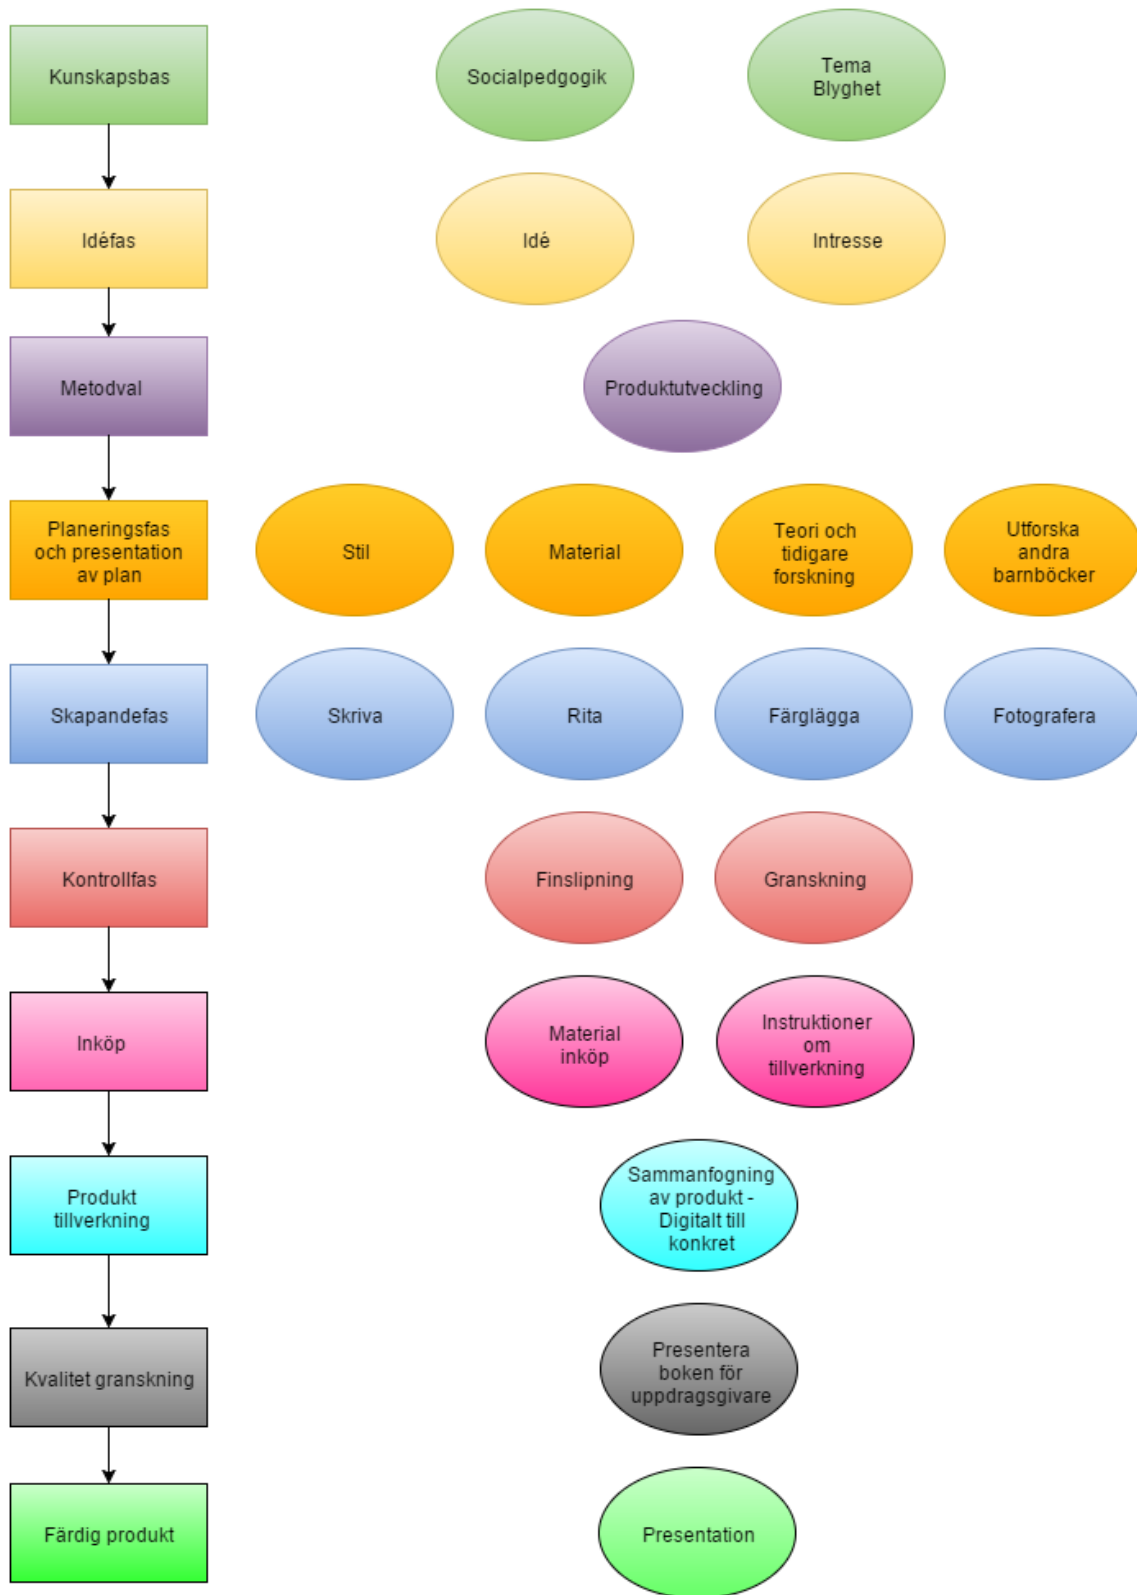 Kunskapsbas
Socialpedgogik
Tema
Blyghet
Idéfas
Idé
Intresse
Metodval
Produktutveckling
Planeringsfas
och presentation
av plan
Stil
Material
Teori och
tidigare
forskning
Utforska
andra
barnböcker
Skapandefas
Skriva
Rita
Färglägga
Fotografera
Kontrollfas
Finslipning
Granskning
Inköp
Material
inköp
Instruktioner
om
tillverkning
Produkt
tillverkning
Sammanfogning
av produkt -
Digitalt till
konkret
Kvalitet granskning
Presentera
boken för
uppdragsgivare
Färdig produkt
Presentation